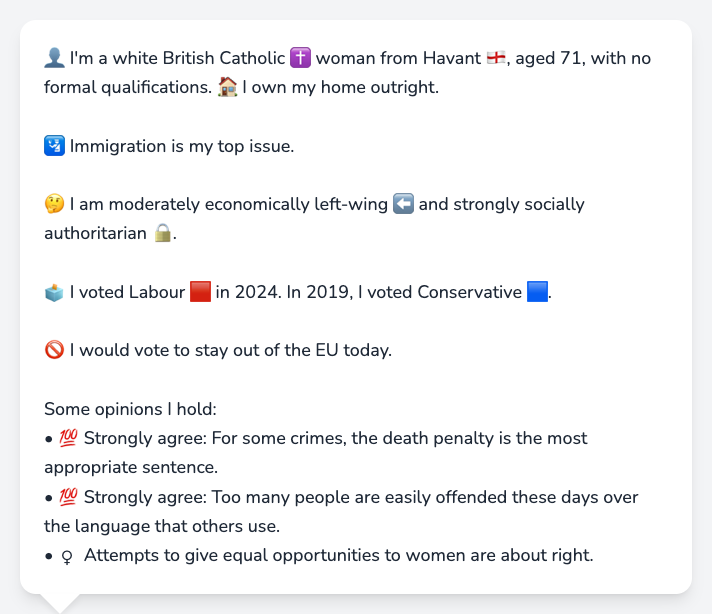 👤 I'm a white British Catholic ✝️ woman from Havant 🏴󠁧󠁢󠁥󠁮󠁧󠁿, aged 71, with no
formal qualifications. 🏠 I own my home outright.
🛂 Immigration is my top issue.
🤔 I am moderately economically left-wing ⬅️ and strongly socially
authoritarian 🔒.
🗳️ I voted Labour 🟥 in 2024. In 2019, I voted Conservative 🟦.
🚫 I would vote to stay out of the EU today.
Some opinions I hold:
• 💯 Strongly agree: For some crimes, the death penalty is the most
appropriate sentence.
• 💯 Strongly agree: Too many people are easily offended these days over
the language that others use.
• ♀ Attempts to give equal opportunities to women are about right.